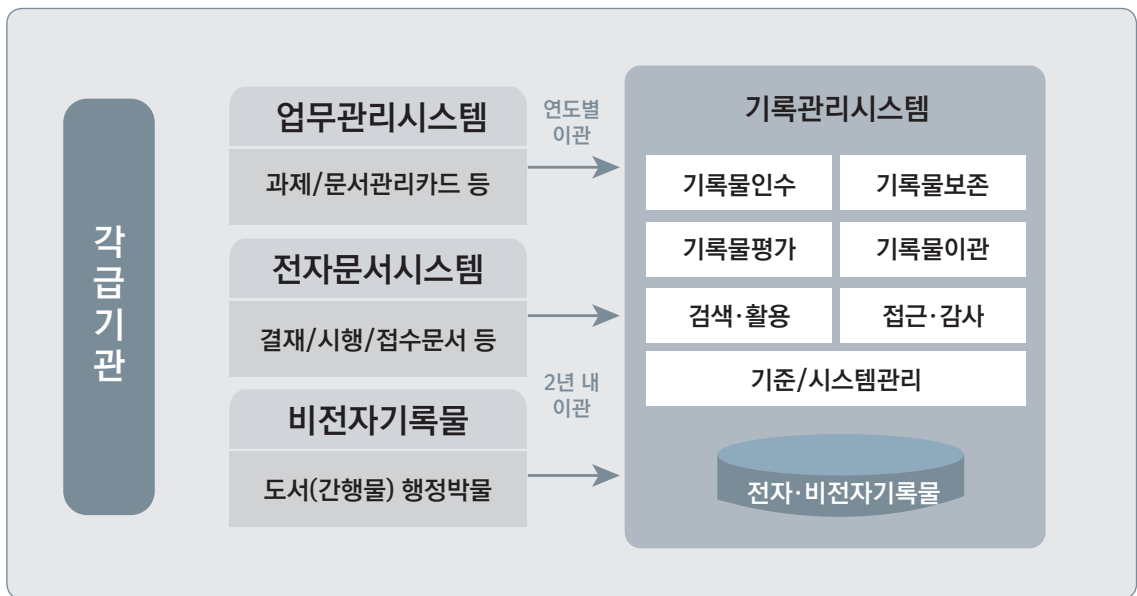 각급기관
업무관리시스템
과제/문서관리카드 등
전자문서시스템
결재/시행/접수문서 등
비전자기록물
도서(간행물) 행정박물
연도별
이관
2년 내
이관
기록관리시스템
기록물인수
기록물보존
기록물평가
기록물이관
검색·활용
접근·감사
기준/시스템관리
전자·비전자기록물